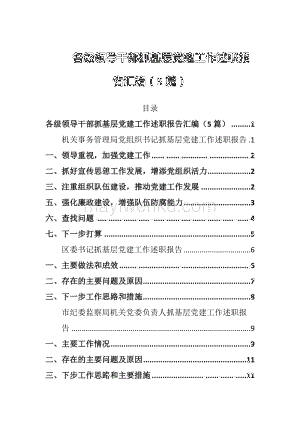 各级领导干部抓基层党建工作述职报
告汇编（5 篇）
目录
各级领导干部抓基层党建工作述职报告汇编（5 篇）..........1
机关事务管理局党组织书记抓基层党建工作述职报告.1
一、领导重视，加强党建工作..........2
二、抓好宣传思想工作发展，增添党组织活力..........3
三、注重组织队伍建设，推动党建工作发展..........4
五、强化廉政建设，增强队伍防腐能力..........3
六、查找问题..........4
七、下一步打算..........5
区委书记抓基层党建工作述职报告..........6
一、主要做法和成效..........5
二、存在的主要问题及原因..........7
三、下一步工作思路和措施..........7
市纪委监察局机关党委负责人抓基层党建工作述职报
告..........9
一、主要工作情况..........9
二、存在的主要问题及原因..........11
三、下步工作思路和主要措施..........11